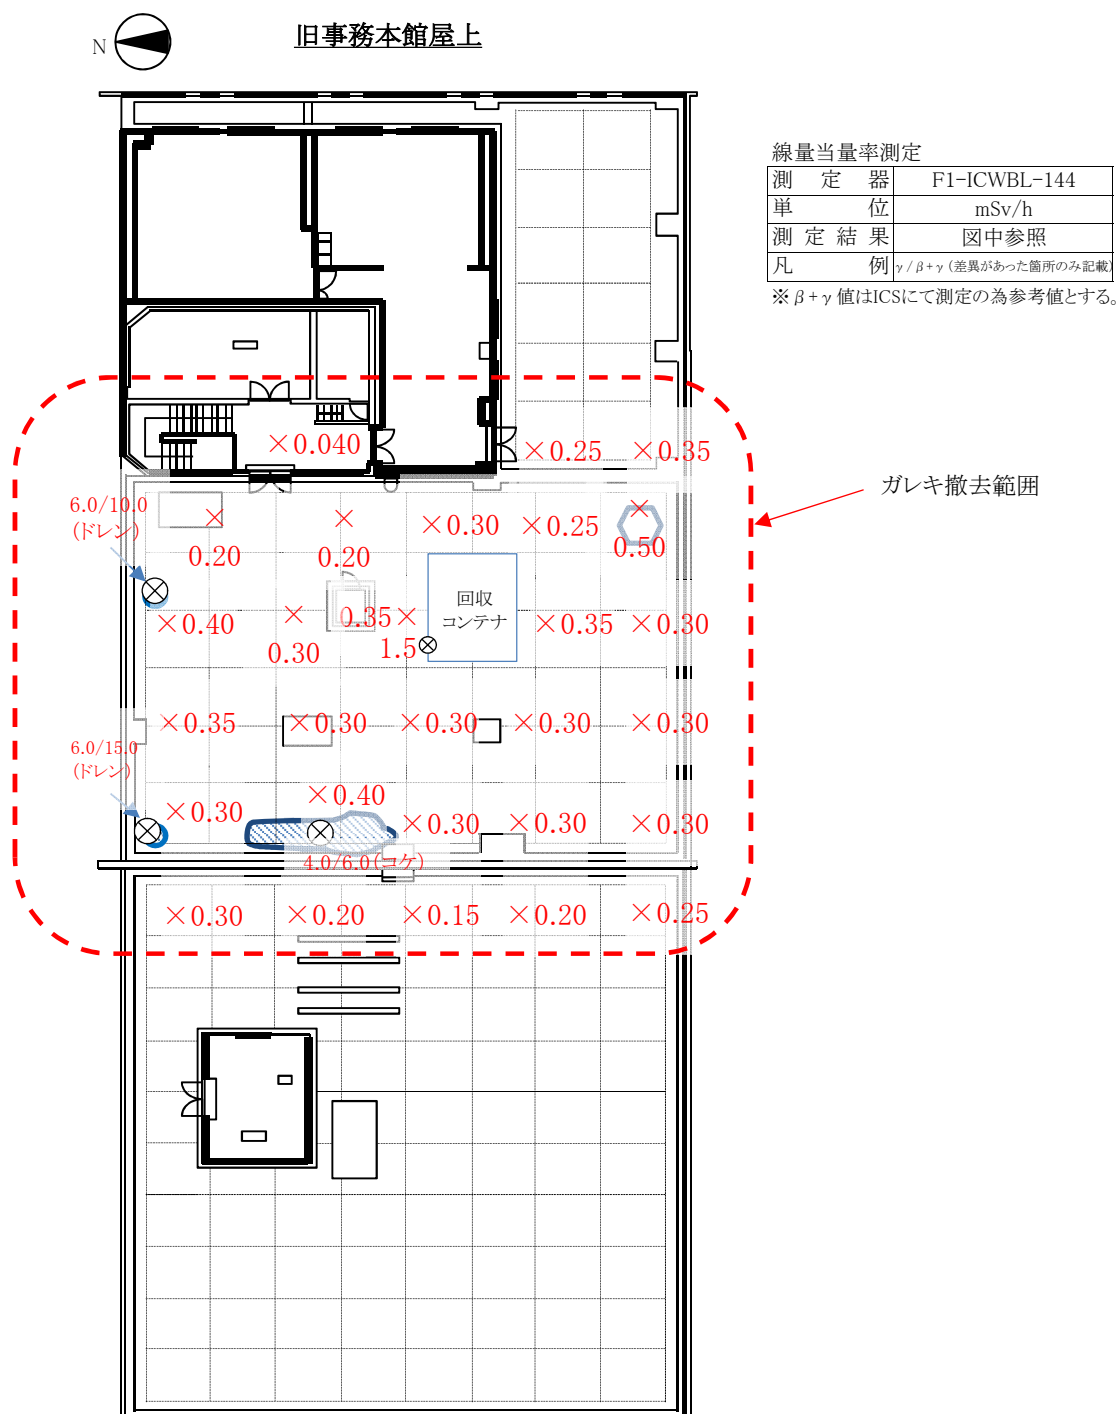 旧事務本館屋上
N
線量当量率測定
測定器 F1-ICWBL-144
単位 mSv/h
測定結果 図中参照
凡例 γ/β+γ (差異があった箇所のみ記載)
※β+γ値はICSにて測定の為参考値とする。
×0.040
×0.25
×0.35
ガレキ撤去範囲
6.0/10.0
(ドレン)
×
0.20
×
0.20
×0.30
×0.25
×
0.50
回収
コンテナ
×0.40
×
0.30
0.35×
1.5
×0.35
×0.30
×0.35
×0.30
×0.30
×0.30
×0.30
6.0/15.0
(ドレン)
×0.30
×0.40
×0.30
×0.30
×0.30
4.0/6.0(コケ)
×0.30
×0.20
×0.15
×0.20
×0.25